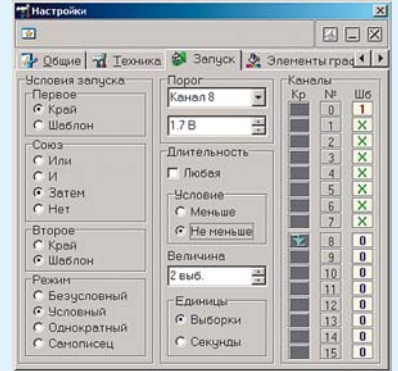 Настройки
Общие Техника Запуск Элементы граф
Условия запуска
Первое
Край
Шаблон
Союз
Или
И
Затем
Нет
Второе
Край
Шаблон
Режим
Безусловный
Условный
Однократный
Самописец
Порог
Канал 8
1.7 В
Длительность
Любая
Условие
Меньше
Не меньше
Величина
2 выб.
Единицы
Выборки
Секунды
Каналы
Кр № Шб
0 1
1 X
2 X
3 X
4 X
5 X
6 X
7 X
8 0
9 0
10 0
11 0
12 0
13 0
14 0
15 0